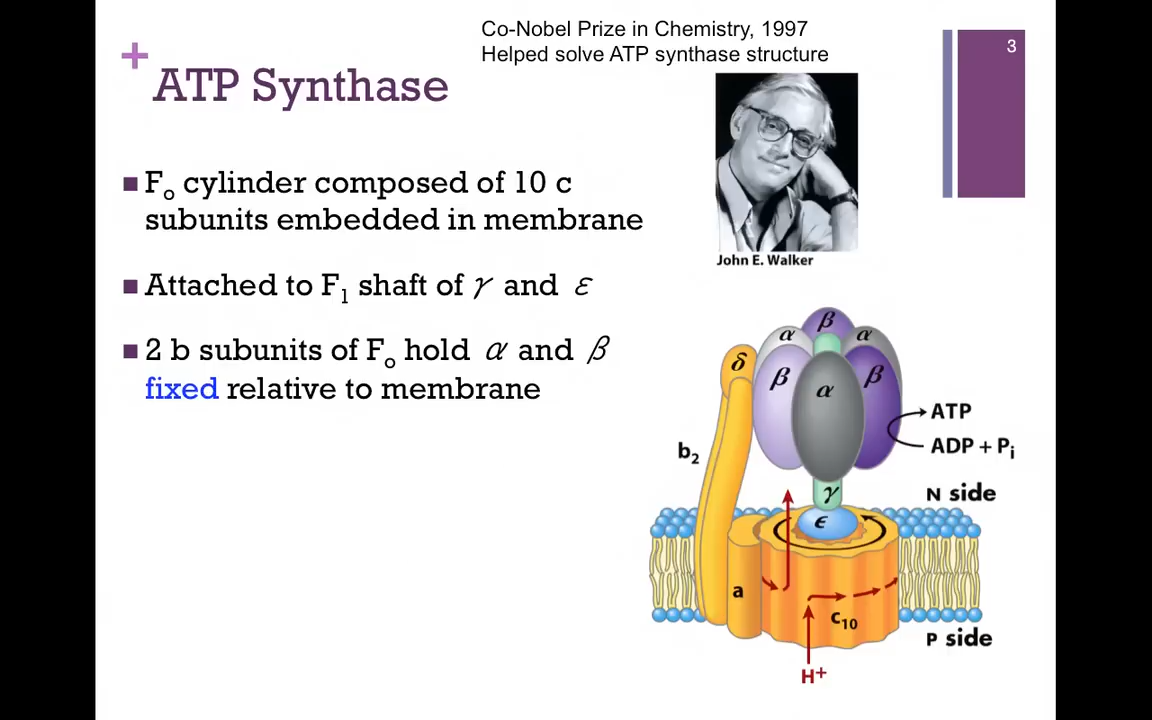 Co-Nobel Prize in Chemistry, 1997
Helped solve ATP synthase structure
3
+
ATP Synthase
Fo cylinder composed of 10 c
subunits embedded in membrane
Attached to F1 shaft of γ and ε
2 b subunits of Fo hold α and β
fixed relative to membrane
John E. Walker
β
α
α
δ
β
β
α
ATP
ADP + Pi
b2
γ
N side
ε
a
c10
P side
H+